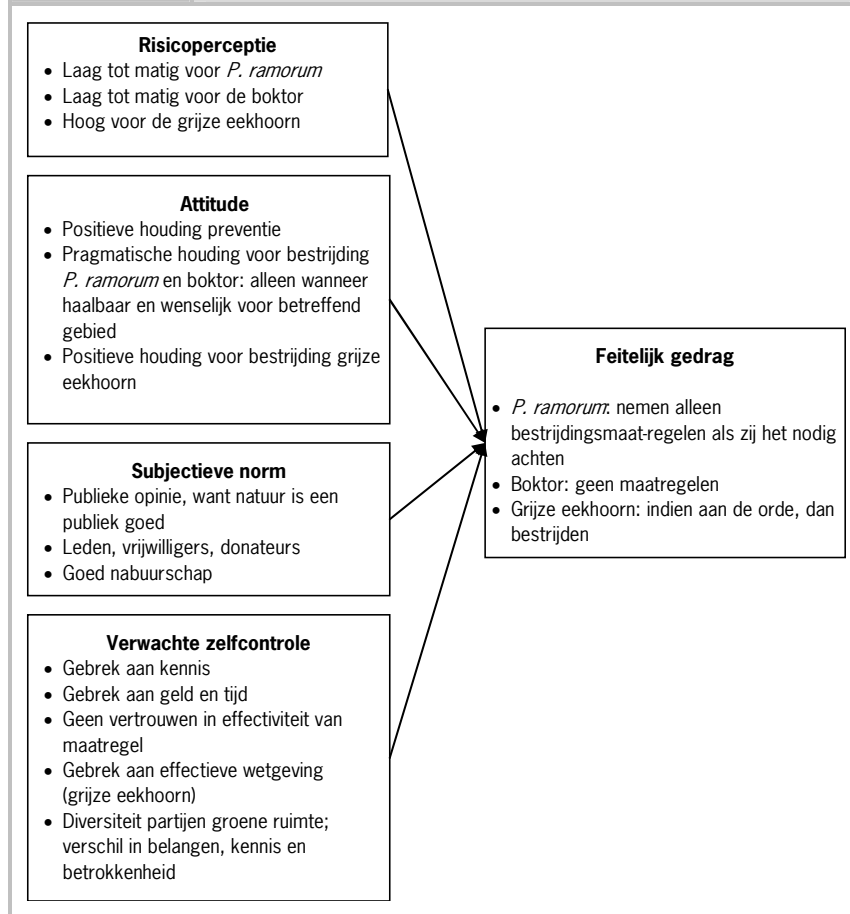 Risicoperceptie
• Laag tot matig voor P. ramorum
• Laag tot matig voor de boktor
• Hoog voor de grijze eekhoorn
Attitude
• Positieve houding preventie
• Pragmatische houding voor bestrijding
P. ramorum en boktor: alleen wanneer
haalbaar en wenselijk voor betreffend
gebied
• Positieve houding voor bestrijding grijze
eekhoorn
Subjectieve norm
• Publieke opinie, want natuur is een
publiek goed
• Leden, vrijwilligers, donateurs
• Goed nabuurschap
Verwachte zelfcontrole
• Gebrek aan kennis
• Gebrek aan geld en tijd
• Geen vertrouwen in effectiviteit van
maatregel
• Gebrek aan effectieve wetgeving
(grijze eekhoorn)
• Diversiteit partijen groene ruimte;
verschil in belangen, kennis en
betrokkenheid
Feitelijk gedrag
• P. ramorum: nemen alleen
bestrijdingsmaat-regelen als zij het nodig
achten
• Boktor: geen maatregelen
• Grijze eekhoorn: indien aan de orde, dan
bestrijden